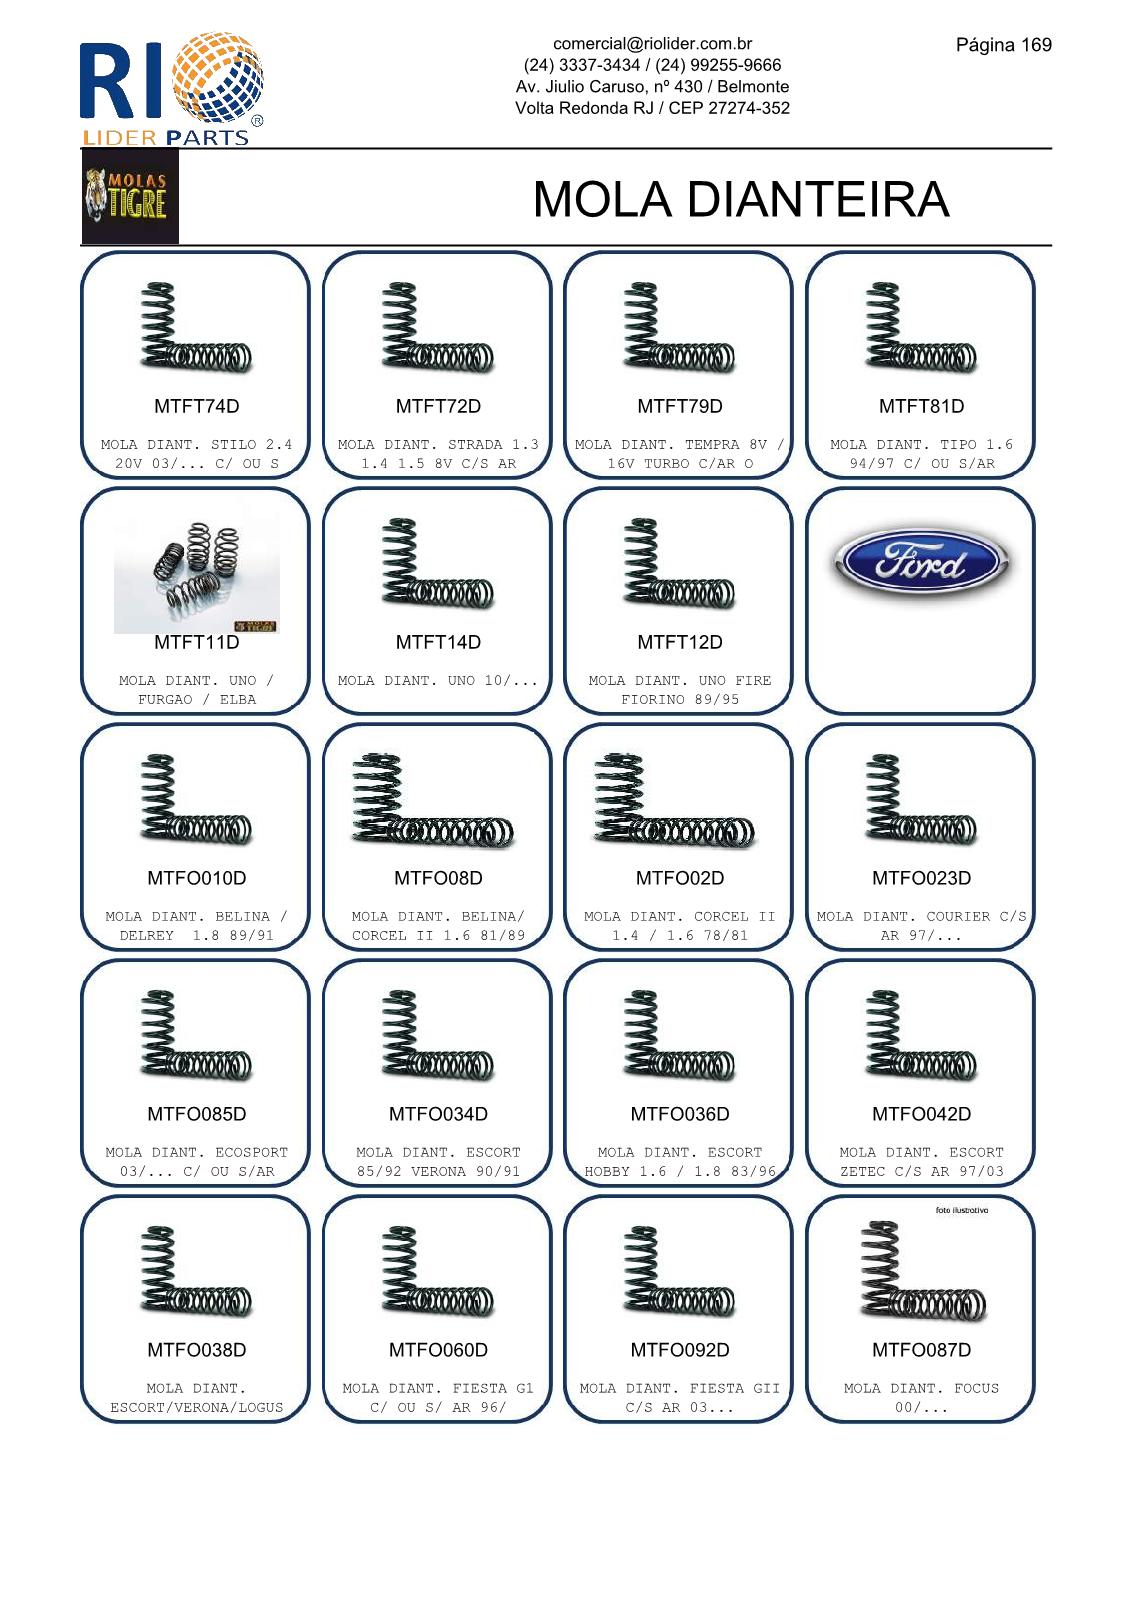 RIO
LIDER PARTS
®
comercial@riolider.com.br
(24) 3337-3434 / (24) 99255-9666
Av. Jiulio Caruso, nº 430 / Belmonte
Volta Redonda RJ / CEP 27274-352
Página 169
MOLAS
TIGRE
MOLA DIANTEIRA
MTFT74D
MOLA DIANT. STILO 2.4
20V 03/... C/ OU S
MTFT72D
MOLA DIANT. STRADA 1.3
1.4 1.5 8V C/S AR
MTFT79D
MOLA DIANT. TEMPRA 8V /
16V TURBO C/AR O
MTFT81D
MOLA DIANT. TIPO 1.6
94/97 C/ OU S/AR
MOLAS
TIGRE
MTFT11D
MOLA DIANT. UNO /
FURGAO / ELBA
MTFT14D
MOLA DIANT. UNO 10/...
MTFT12D
MOLA DIANT. UNO FIRE
FIORINO 89/95
Ford
MTFO010D
MOLA DIANT. BELINA /
DELREY  1.8 89/91
MTFO08D
MOLA DIANT. BELINA/
CORCEL II 1.6 81/89
MTFO02D
MOLA DIANT. CORCEL II
1.4 / 1.6 78/81
MTFO023D
MOLA DIANT. COURIER C/S
AR 97/...
MTFO085D
MOLA DIANT. ECOSPORT
03/... C/ OU S/AR
MTFO034D
MOLA DIANT. ESCORT
85/92 VERONA 90/91
MTFO036D
MOLA DIANT. ESCORT
HOBBY 1.6 / 1.8 83/96
MTFO042D
MOLA DIANT. ESCORT
ZETEC C/S AR 97/03
MTFO038D
MOLA DIANT.
ESCORT/VERONA/LOGUS
MTFO060D
MOLA DIANT. FIESTA G1
C/ OU S/ AR 96/
MTFO092D
MOLA DIANT. FIESTA GII
C/S AR 03...
foto ilustrativo
MTFO087D
MOLA DIANT. FOCUS
00/...